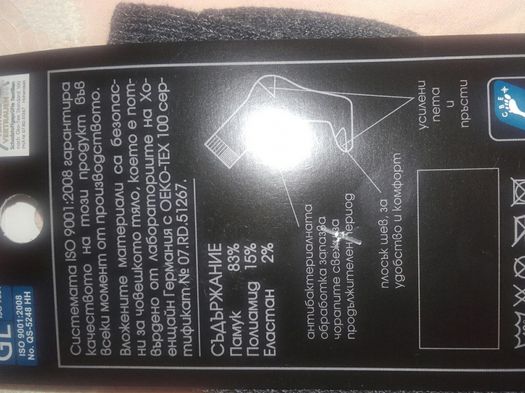 Системата ISO 9001:2008 гарантира
качеството на този продукт във
всеки момент от производството.
Вложените материали са безопас-
ни за човешкото тяло, което е пот-
върдено от лабораториите на Хо-
енщайн Германия с OEKO-TEX 100 сер-
тификат № 07.RD.51267.
СЪДЪРЖАНИЕ
Памук 83%
Полиамид 15%
Еластан 2%
усилени
пета
и
пръсти
антибактериалната
обработка запазва
чорапите свежи за
продължителен период
плосък шев, за
удобство и комфорт
GL
ISO 9001:2008
No. QS-5248 HH